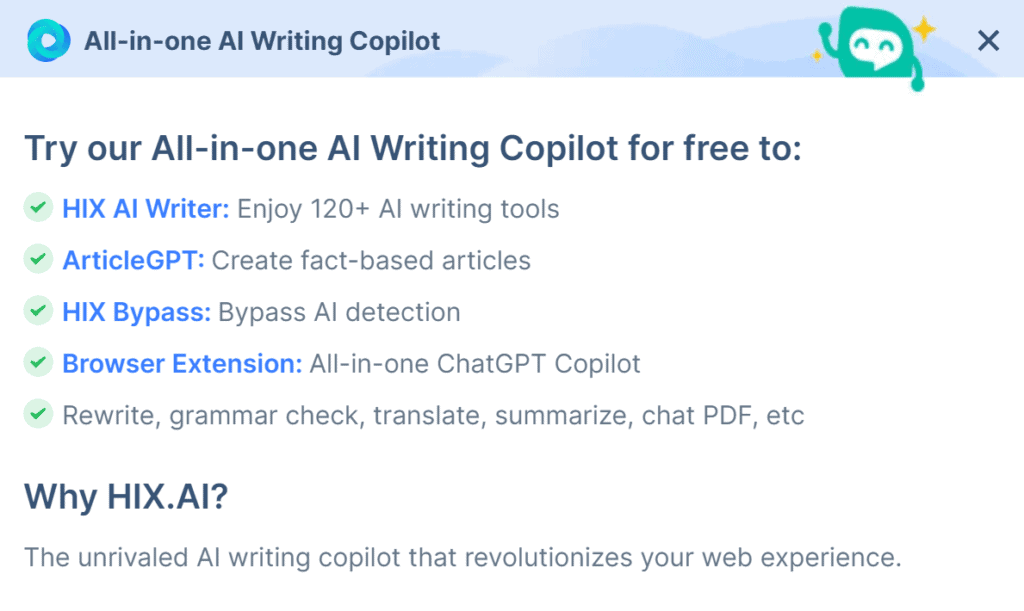 All-in-one AI Writing Copilot
Try our All-in-one AI Writing Copilot for free to:
HIX AI Writer: Enjoy 120+ AI writing tools
ArticleGPT: Create fact-based articles
HIX Bypass: Bypass AI detection
Browser Extension: All-in-one ChatGPT Copilot
Rewrite, grammar check, translate, summarize, chat PDF, etc
Why HIX.AI?
The unrivaled AI writing copilot that revolutionizes your web experience.